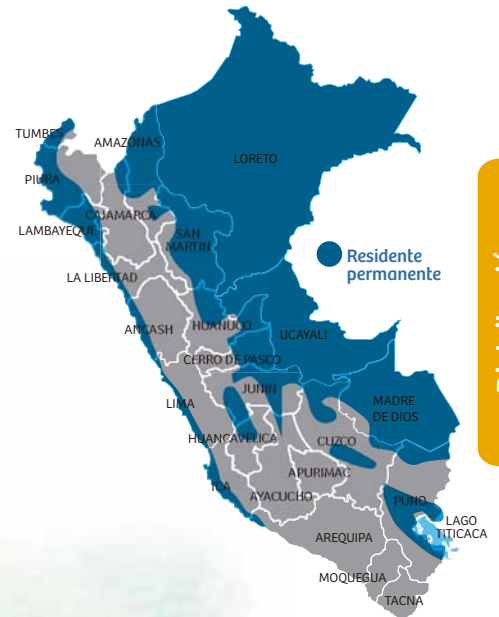 TUMBES
AMAZONAS
LORETO
PIURA
CAJAMARCA
LAMBAYEQUE
SAN
MARTIN
Residente
permanente
LA LIBERTAD
ANCASH
HUANUCO
UCAYALI
CERRO DE PASCO
JUNIN
LIMA
MADRE
DE DIOS
HUANCAVELICA
CUZCO
APURIMAC
ICA
AYACUCHO
PUNO
LAGO
TITICACA
AREQUIPA
MOQUEGUA
TACNA